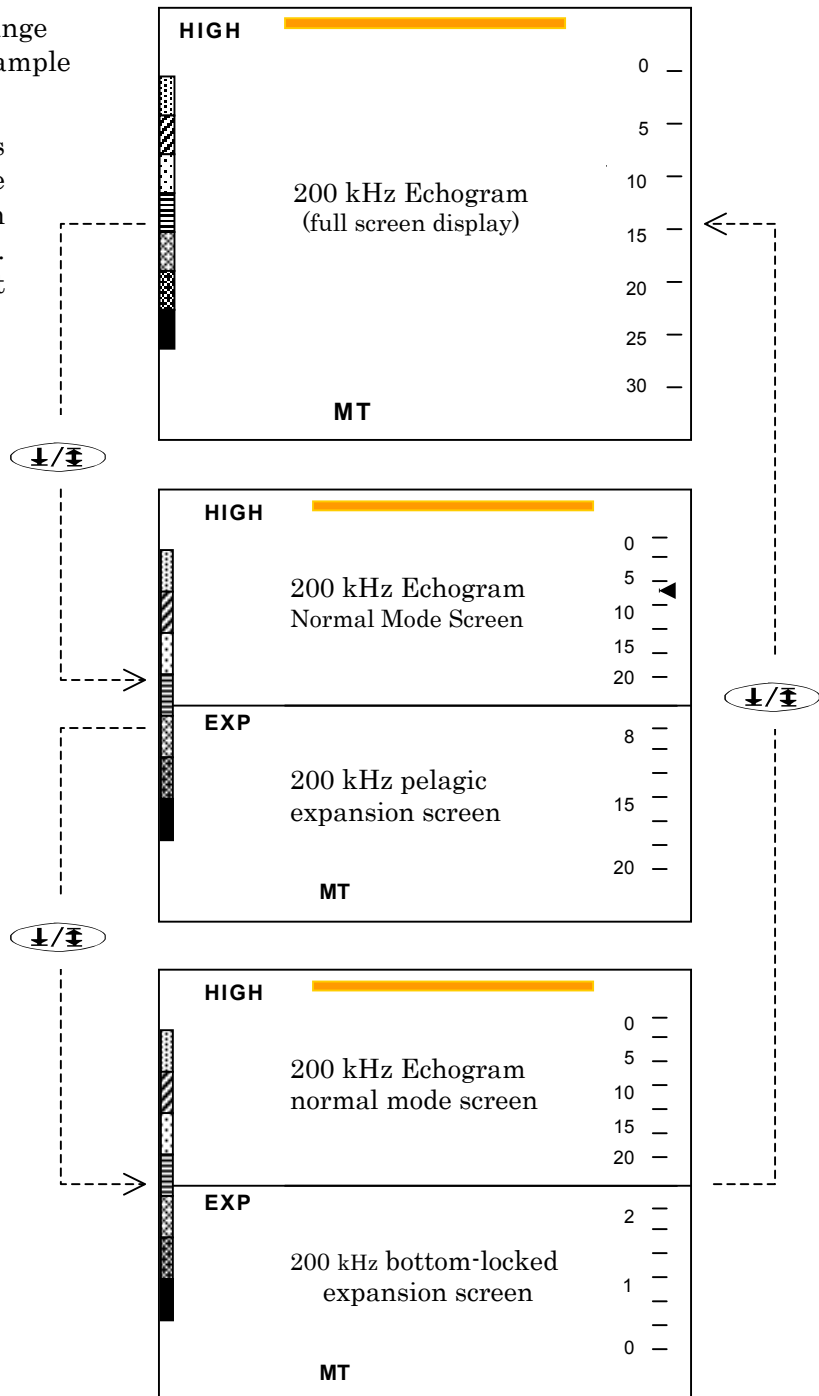 nge
ample
s
e
n
.
t
HIGH
0
5
10
15
20
25
30
200 kHz Echogram
(full screen display)
MT
HIGH
0
5
10
15
20
200 kHz Echogram
Normal Mode Screen
EXP
8
15
20
200 kHz pelagic
expansion screen
MT
HIGH
0
5
10
15
20
200 kHz Echogram
normal mode screen
EXP
2
1
0
200 kHz bottom-locked
expansion screen
MT